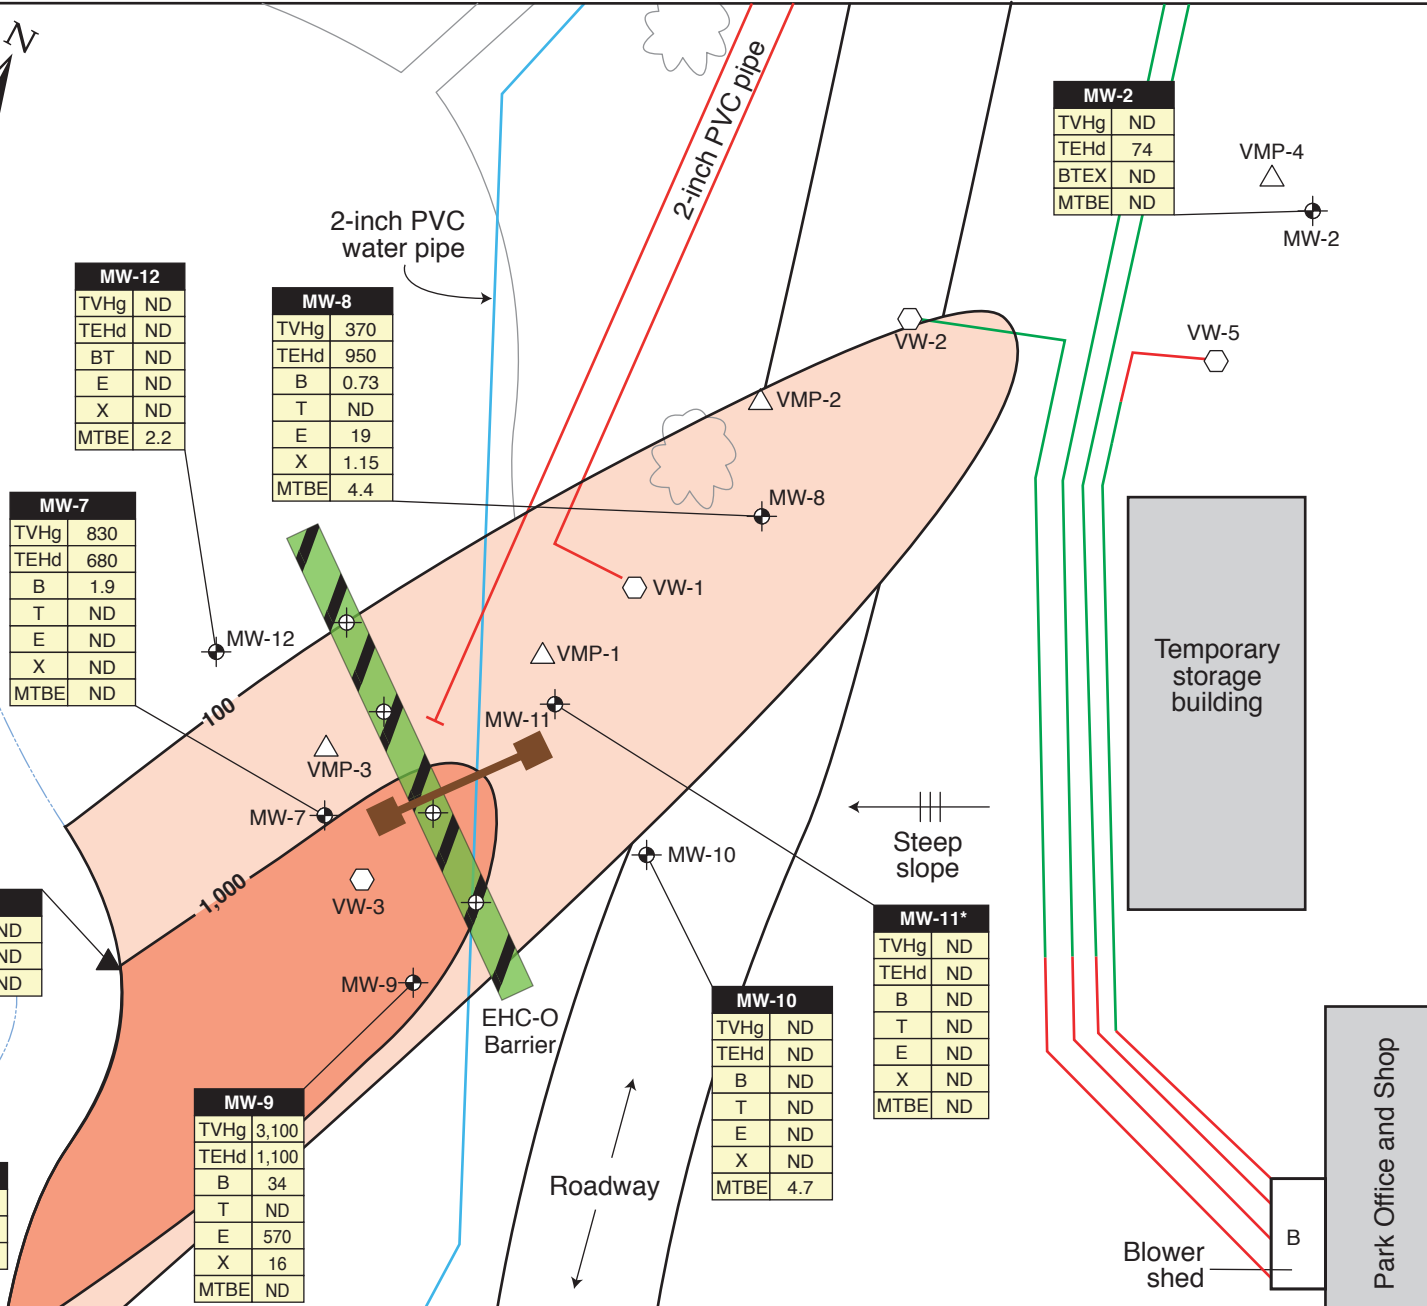 N
2-inch PVC pipe
MW-2
TVHg ND
TEHd 74
BTEX ND
MTBE ND
VMP-4
MW-2
2-inch PVC
water pipe
MW-12
TVHg ND
TEHd ND
BT ND
E ND
X ND
MTBE 2.2
MW-8
TVHg 370
TEHd 950
B 0.73
T ND
E 19
X 1.15
MTBE 4.4
VW-2
VW-5
VMP-2
MW-8
MW-7
TVHg 830
TEHd 680
B 1.9
T ND
E ND
X ND
MTBE ND
VW-1
MW-12
VMP-1
Temporary
storage
building
100
MW-11
VMP-3
MW-7
Steep
slope
MW-10
1,000
VW-3
ND
ND
ND
MW-9
EHC-O
Barrier
MW-11*
TVHg ND
TEHd ND
B ND
T ND
E ND
X ND
MTBE ND
MW-10
TVHg ND
TEHd ND
B ND
T ND
E ND
X ND
MTBE 4.7
MW-9
TVHg 3,100
TEHd 1,100
B 34
T ND
E 570
X 16
MTBE ND
Roadway
Park Office and Shop
B
Blower
shed